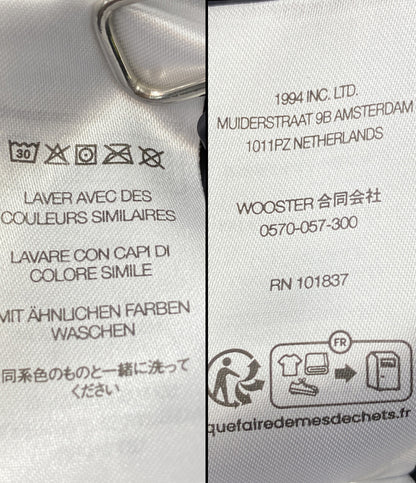 30
LAVER AVEC DES
COULEURS SIMILAIRES
LAVARE CON CAPI DI
COLORE SIMILE
MIT ÄHNLICHEN FARBEN
WASCHEN
同系色のものと一緒に洗って
ください
1994 INC. LTD.
MUIDERSTRAAT 9B AMSTERDAM
1011PZ NETHERLANDS
WOOSTER 合同会社
0570-057-300
RN 101837
FR
quefairedemesdechets.fr